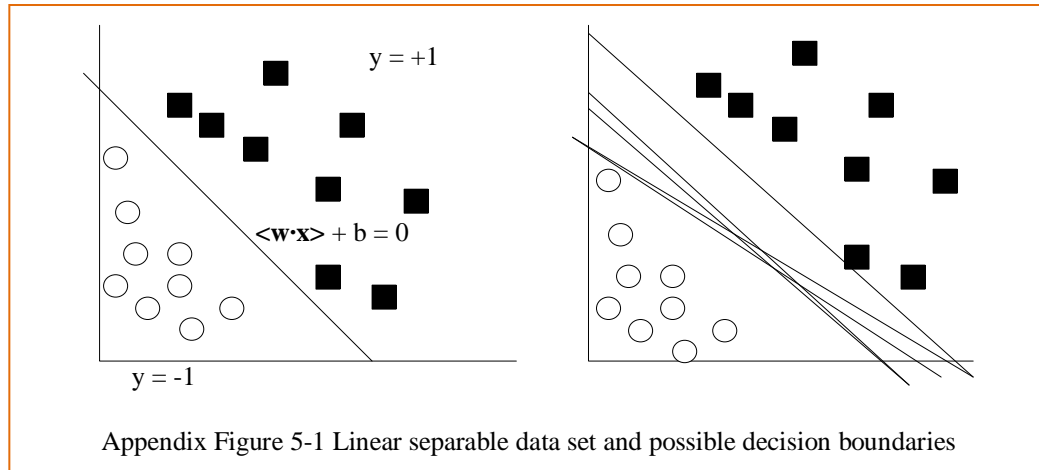 y = +1
<w·x> + b = 0
y = -1
Appendix Figure 5-1 Linear separable data set and possible decision boundaries